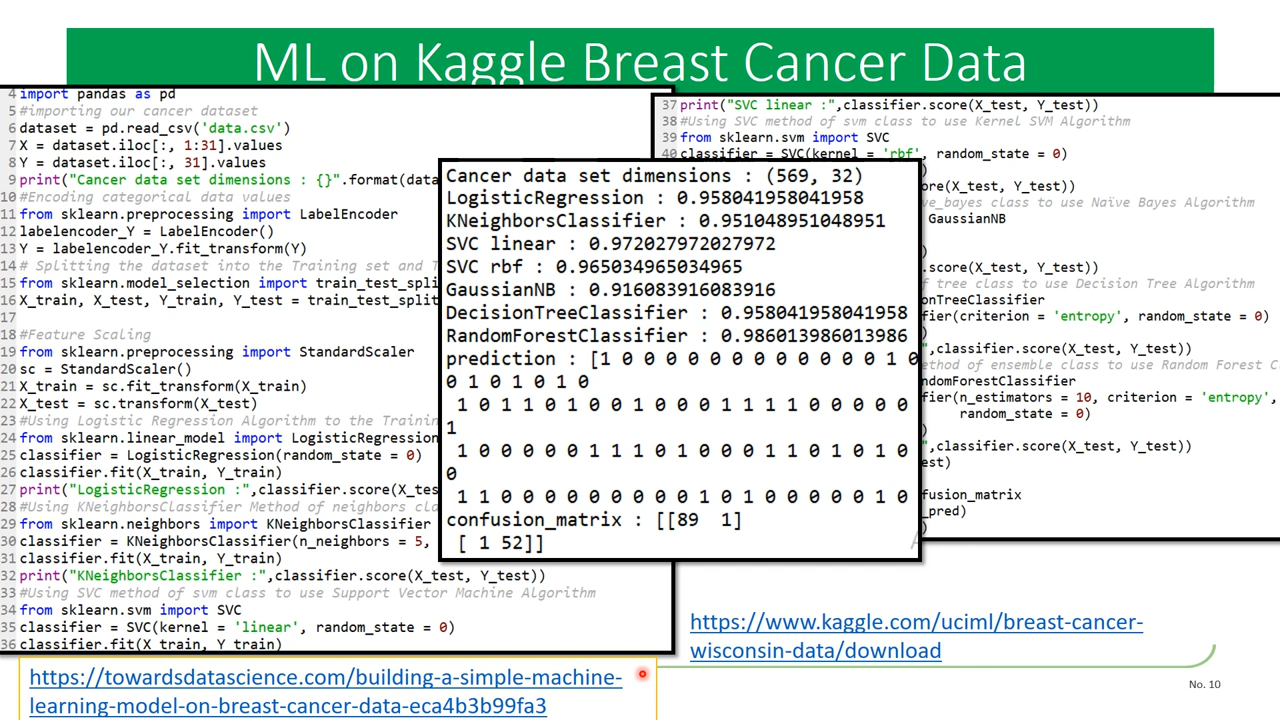 ML on Kaggle Breast Cancer Data
4 import pandas as pd
5 #importing our cancer dataset
6 dataset = pd.read_csv('data.csv')
7 X = dataset.iloc[:, 1:31].values
8 Y = dataset.iloc[:, 31].values
9 print("Cancer data set dimensions : {}".format(data
10 #Encoding categorical data values
11 from sklearn.preprocessing import LabelEncoder
12 labelencoder_Y = LabelEncoder()
13 Y = labelencoder_Y.fit_transform(Y)
14 # Splitting the dataset into the Training set and T
15 from sklearn.model_selection import train_test_spli
16 X_train, X_test, Y_train, Y_test = train_test_split
17
18 #Feature Scaling
19 from sklearn.preprocessing import StandardScaler
20 sc = StandardScaler()
21 X_train = sc.fit_transform(X_train)
22 X_test = sc.transform(X_test)
23 #Using Logistic Regression Algorithm to the Trainin
24 from sklearn.linear_model import LogisticRegression
25 classifier = LogisticRegression(random_state = 0)
26 classifier.fit(X_train, Y_train)
27 print("LogisticRegression :",classifier.score(X_tes
28 #Using KNeighborsClassifier Method of neighbors cla
29 from sklearn.neighbors import KNeighborsClassifier
30 classifier = KNeighborsClassifier(n_neighbors = 5,
31 classifier.fit(X_train, Y_train)
32 print("KNeighborsClassifier :",classifier.score(X_test, Y_test))
33 #Using SVC method of svm class to use Support Vector Machine Algorithm
34 from sklearn.svm import SVC
35 classifier = SVC(kernel = 'linear', random_state = 0)
36 classifier.fit(X_train, Y_train)
Cancer data set dimensions : (569, 32)
LogisticRegression : 0.958041958041958
KNeighborsClassifier : 0.951048951048951
SVC linear : 0.972027972027972
SVC rbf : 0.965034965034965
GaussianNB : 0.916083916083916
DecisionTreeClassifier : 0.958041958041958
RandomForestClassifier : 0.986013986013986
prediction : [1 0 0 0 0 0 0 0 0 0 0 0 0 1 0
0 1 0 1 0 1 0
1 0 1 1 0 1 0 0 1 0 0 0 1 1 1 1 0 0 0 0 0
1
1 0 0 0 0 0 1 1 1 0 1 0 0 0 1 1 0 1 0 1 0
0
1 1 0 0 0 0 0 0 0 0 0 1 0 1 0 0 0 0 0 1 0
confusion_matrix : [[89 1]
[ 1 52]]
37 print("SVC linear :",classifier.score(X_test, Y_test))
38 #Using SVC method of svm class to use Kernel SVM Algorithm
39 from sklearn.svm import SVC
40 classifier = SVC(kernel = 'rbf', random_state = 0)
)
ore(X_test, Y_test))
ve_bayes class to use Naïve Bayes Algorithm
GaussianNB
)
.score(X_test, Y_test))
f tree class to use Decision Tree Algorithm
onTreeClassifier
fier(criterion = 'entropy', random_state = 0)
)
",classifier.score(X_test, Y_test))
ethod of ensemble class to use Random Forest C
ndomForestClassifier
fier(n_estimators = 10, criterion = 'entropy',
random_state = 0)
)
",classifier.score(X_test, Y_test))
est)
fusion_matrix
_pred)
)
https://www.kaggle.com/uciml/breast-cancer-
wisconsin-data/download
https://towardsdatascience.com/building-a-simple-machine-
learning-model-on-breast-cancer-data-eca4b3b99fa3
No. 10